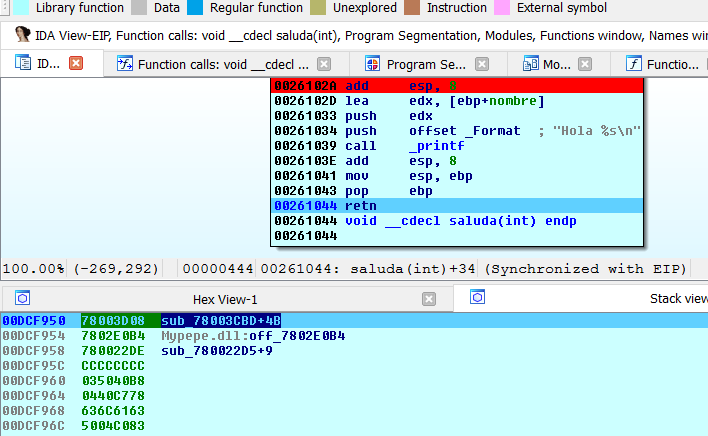 Library function Data Regular function Unexplored Instruction External symbol
IDA View-EIP, Function calls: void __cdecl saluda(int), Program Segmentation, Modules, Functions window, Names win
ID... Function calls: void __cdecl ... Program Se... Mo... Functio...
0026102A add esp, 8
0026102D lea edx, [ebp+nombre]
00261033 push edx
00261034 push offset _Format ; "Hola %s\n"
00261039 call _printf
0026103E add esp, 8
00261041 mov esp, ebp
00261043 pop ebp
00261044 retn
00261044 void __cdecl saluda(int) endp
00261044
100.00% (-269,292) 00000444 00261044: saluda(int)+34 (Synchronized with EIP)
Hex View-1 Stack view
00DCF950 78003D08 sub_78003CBD+4B
00DCF954 7802E0B4 Mypepe.dll:off_7802E0B4
00DCF958 780022DE sub_780022D5+9
00DCF95C CCCCCCCC
00DCF960 035040B8
00DCF964 0440C778
00DCF968 636C6163
00DCF96C 5004C083